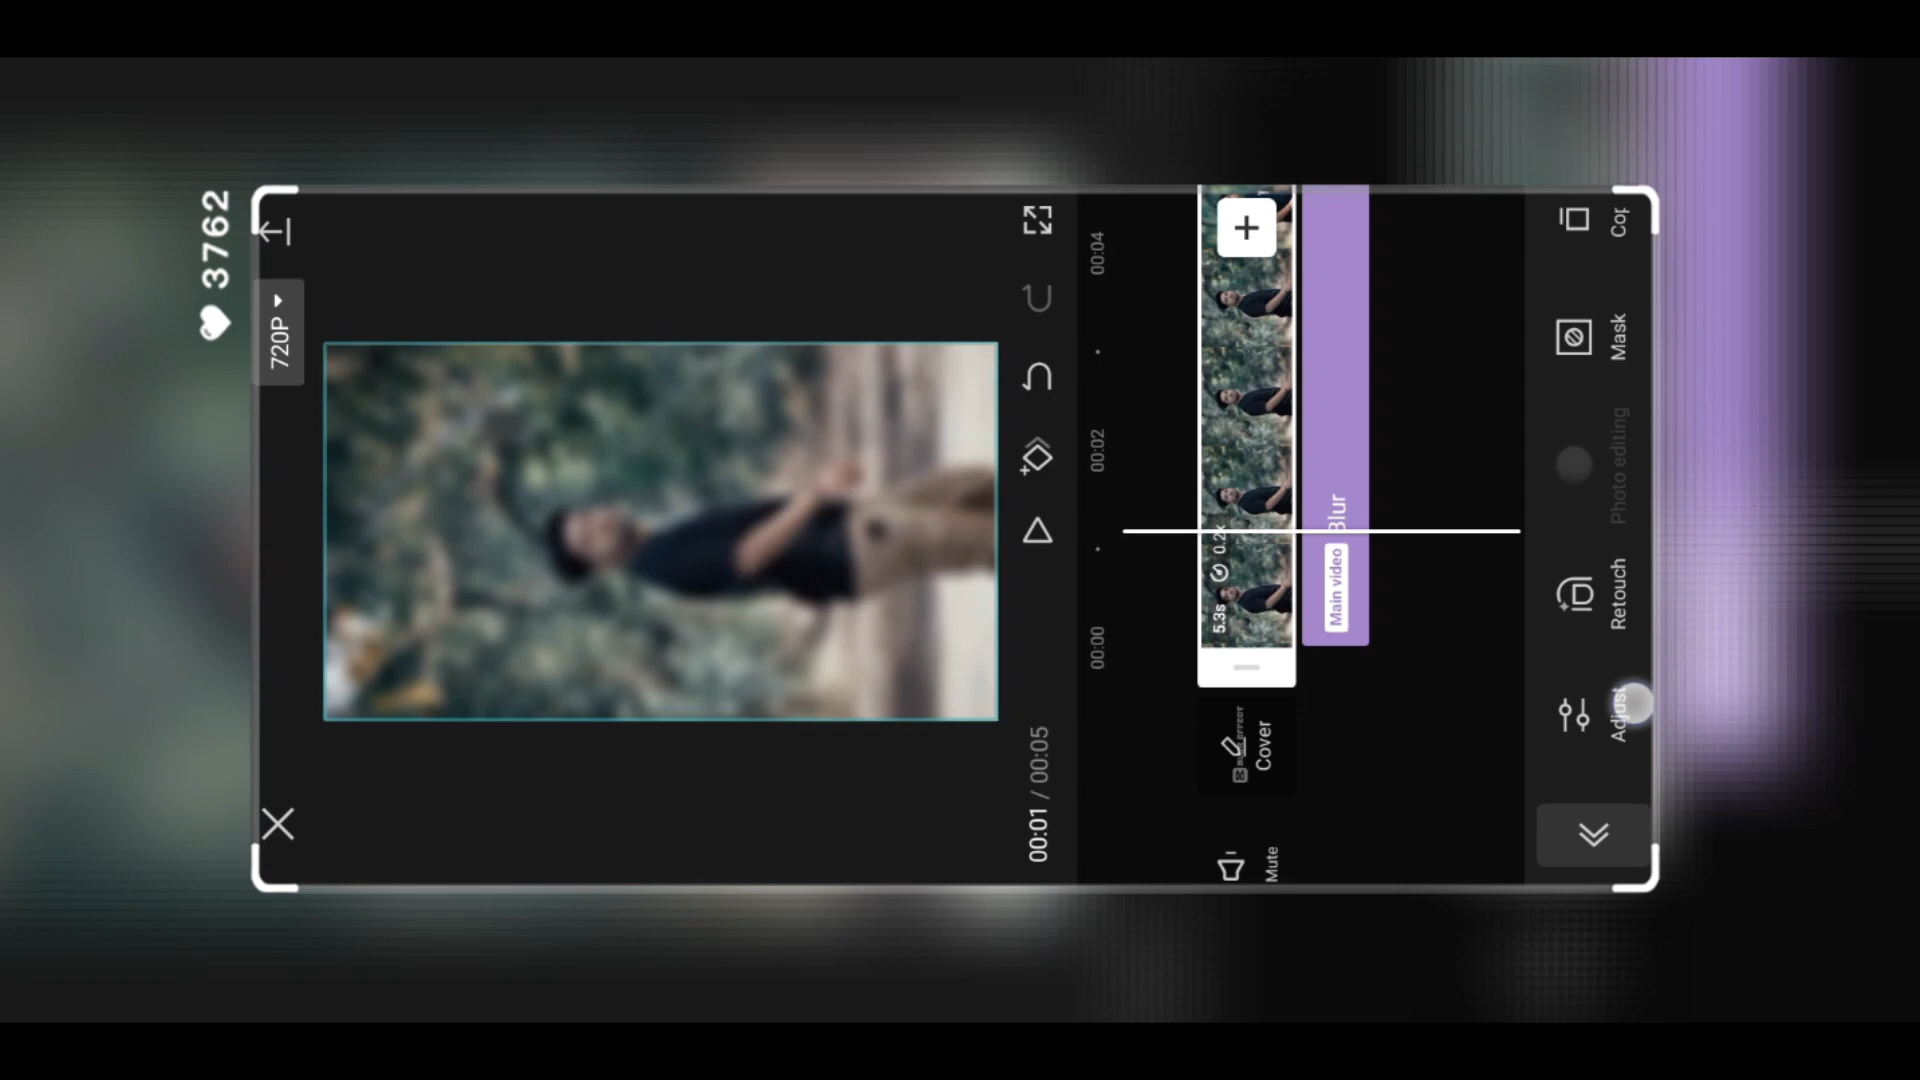 3762
720P
00:01 / 00:05
00:00
00:02
00:04
5.3s 0.2x
Main video
Blur
Mute
Cover
Adjust
Retouch
Photo editing
Mask